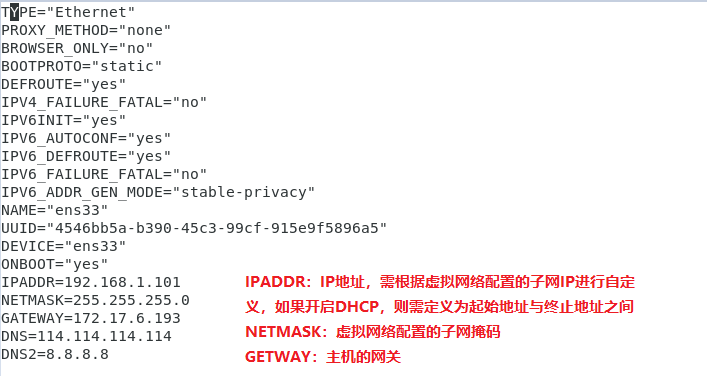 TYPE="Ethernet"
PROXY_METHOD="none"
BROWSER_ONLY="no"
BOOTPROTO="static"
DEFROUTE="yes"
IPV4_FAILURE_FATAL="no"
IPV6INIT="yes"
IPV6_AUTOCONF="yes"
IPV6_DEFROUTE="yes"
IPV6_FAILURE_FATAL="no"
IPV6_ADDR_GEN_MODE="stable-privacy"
NAME="ens33"
UUID="4546bb5a-b390-45c3-99cf-915e9f5896a5"
DEVICE="ens33"
ONBOOT="yes"
IPADDR=192.168.1.101
NETMASK=255.255.255.0
GATEWAY=172.17.6.193
DNS=114.114.114.114
DNS2=8.8.8.8
IPADDR：IP地址，需根据虚拟网络配置的子网IP进行自定
义，如果开启DHCP，则需定义为起始地址与终止地址之间
NETMASK：虚拟网络配置的子网掩码
GETWAY：主机的网关